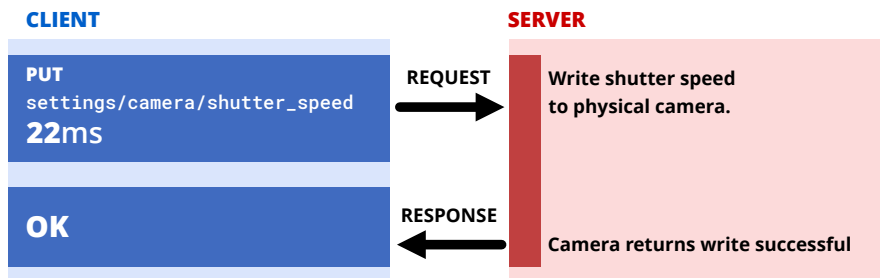 CLIENT
SERVER
PUT
settings/camera/shutter_speed
22ms
REQUEST
Write shutter speed
to physical camera.
OK
RESPONSE
Camera returns write successful